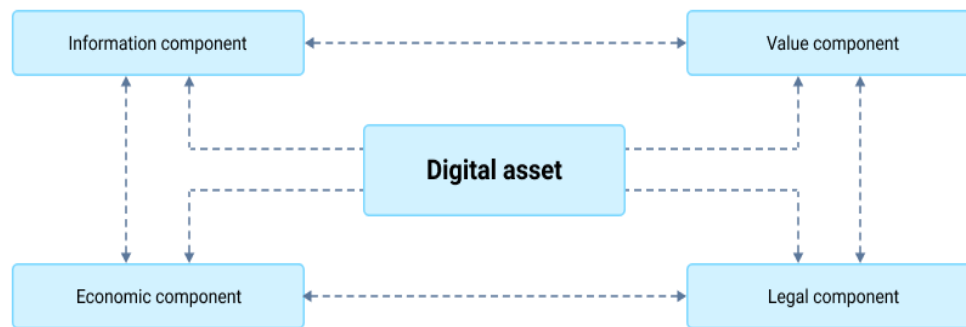 Information component
Value component
Digital asset
Economic component
Legal component